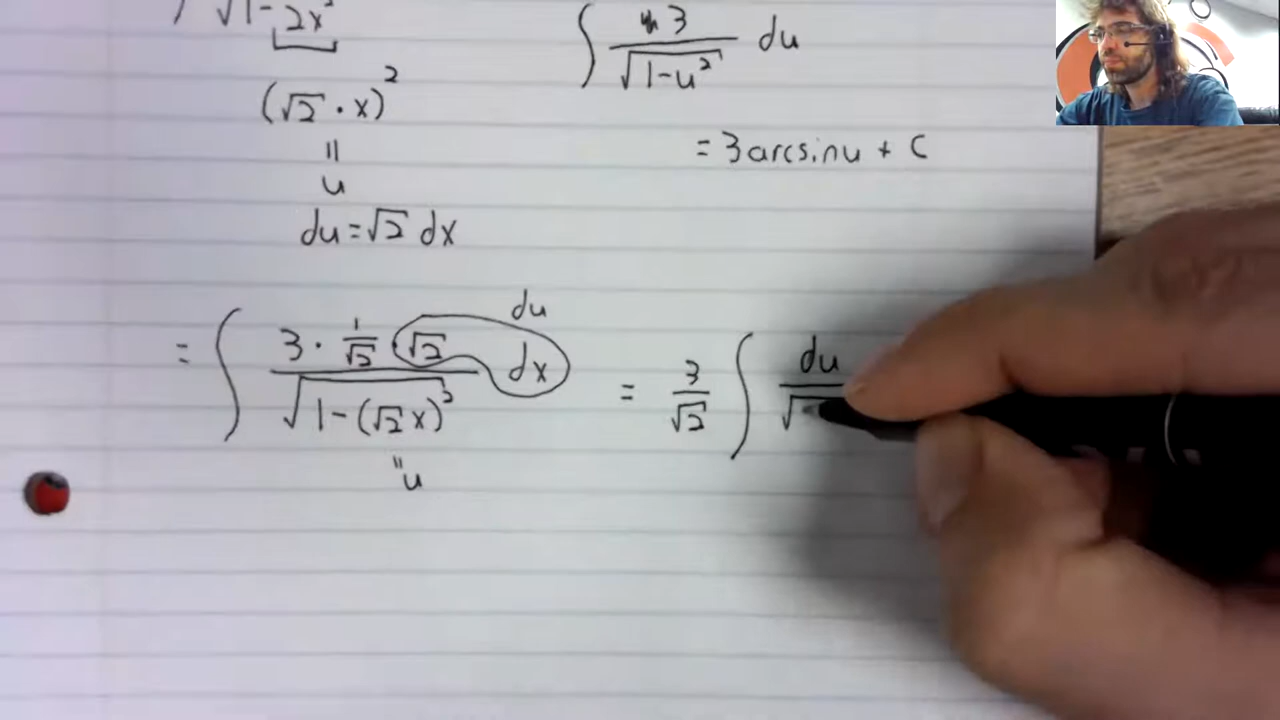 ∫ √1-2x²
(√2 · x)²
=
u
du = √2 dx
∫ 3/√1-u² du
= 3arcsinu + C
= ∫ 3 · 1/√2 · √2 dx / √1-(√2x)²
du
=
u
= 3/√2 ∫ du/√